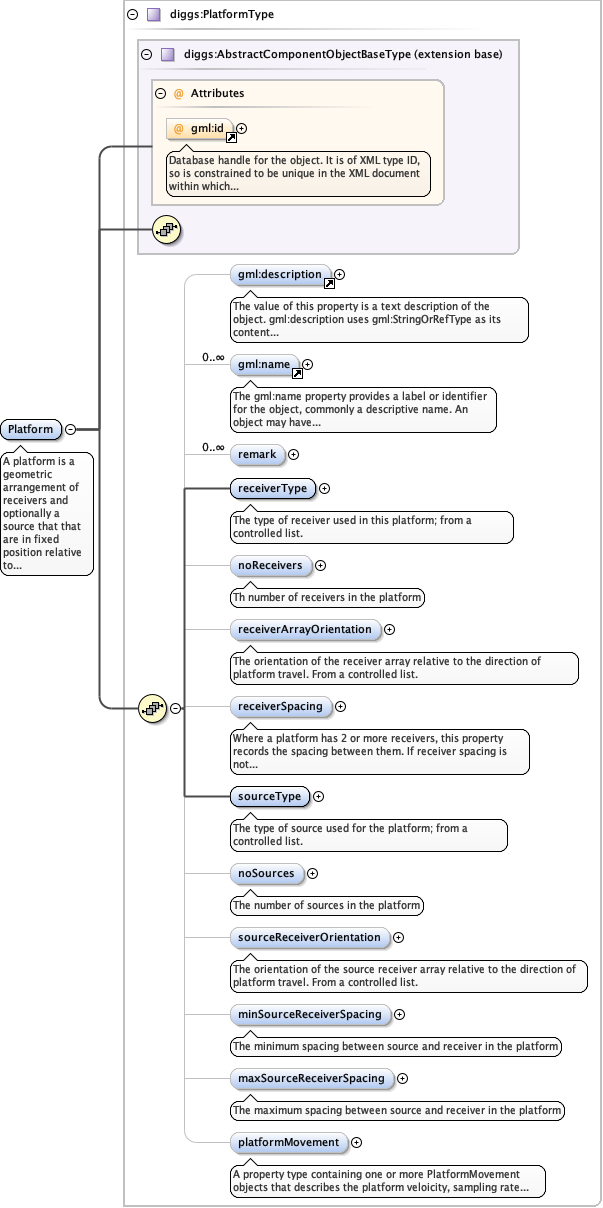 diggs:PlatformType
diggs:AbstractComponentObjectBaseType (extension base)
@ Attributes
@ gml:id
Database handle for the object. It is of XML type ID,
so is constrained to be unique in the XML document
within which...
gml:description
The value of this property is a text description of the
object. gml:description uses gml:StringOrRefType as its
content...
0..∞
gml:name
The gml:name property provides a label or identifier
for the object, commonly a descriptive name. An
object may have...
Platform
A platform is a
geometric
arrangement of
receivers and
optionally a
source that that
are in fixed
position relative
to...
0..∞
remark
receiverType
The type of receiver used in this platform; from a
controlled list.
noReceivers
Th number of receivers in the platform
receiverArrayOrientation
The orientation of the receiver array relative to the direction of
platform travel. From a controlled list.
receiverSpacing
Where a platform has 2 or more receivers, this property
records the spacing between them. If receiver spacing is
not...
sourceType
The type of source used for the platform; from a
controlled list.
noSources
The number of sources in the platform
sourceReceiverOrientation
The orientation of the source receiver array relative to the direction of
platform travel. From a controlled list.
minSourceReceiverSpacing
The minimum spacing between source and receiver in the platform
maxSourceReceiverSpacing
The maximum spacing between source and receiver in the platform
platformMovement
A property type containing one or more PlatformMovement
objects that describes the platform veloicity, sampling rate...